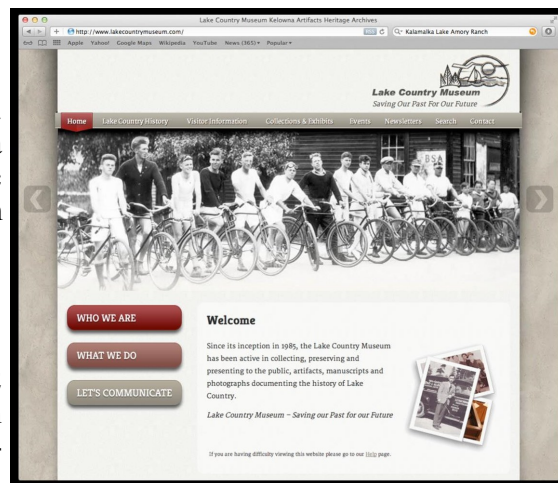 Lake Country Museum Kelowna Artifacts Heritage Archives
http://www.lakecountrymuseum.com/
Kalamalka Lake Amory Ranch
Apple Yahoo! Google Maps Wikipedia YouTube News (365) Popular
Lake Country Museum
Saving Our Past For Our Future
Home Lake Country History Visitor Information Collections & Exhibits Events Newsletters Search Contact
BSA
WHO WE ARE
WHAT WE DO
LET'S COMMUNICATE
Welcome
Since its inception in 1985, the Lake Country Museum
has been active in collecting, preserving and
presenting to the public, artifacts, manuscripts and
photographs documenting the history of Lake
Country.
Lake Country Museum – Saving our Past for our Future
If you are having difficulty viewing this website please go to our Help page.